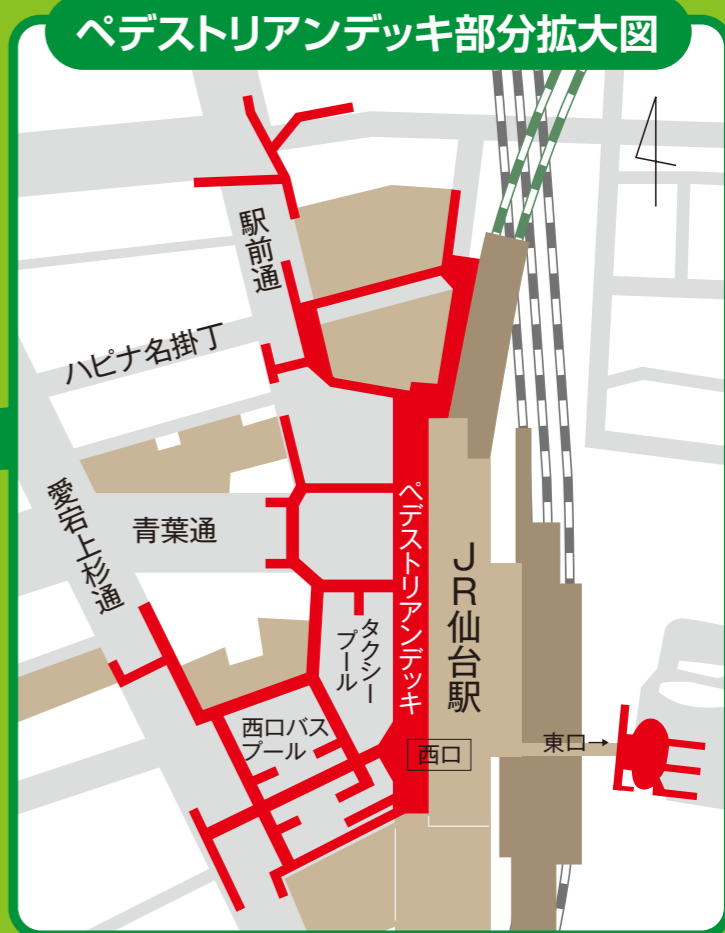 ペデストリアンデッキ部分拡大図
駅前通
ハピナ名掛丁
愛宕上杉通
青葉通
ペデストリアンデッキ
JR仙台駅
タクシー
プール
西口バス
プール
西口
東口→